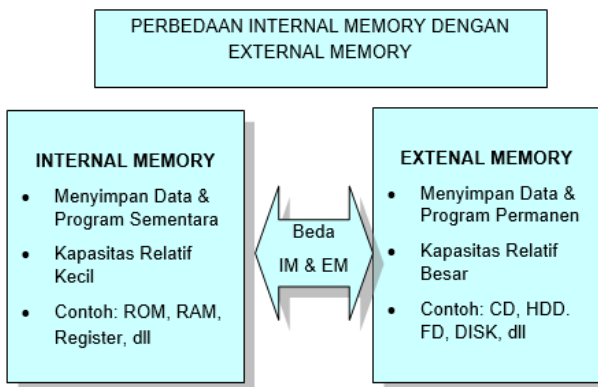 PERBEDAAN INTERNAL MEMORY DENGAN
EXTERNAL MEMORY
INTERNAL MEMORY
• Menyimpan Data &
Program Sementara
• Kapasitas Relatif
Kecil
• Contoh: ROM, RAM,
Register, dll
Beda
IM & EM
EXTENAL MEMORY
• Menyimpan Data &
Program Permanen
• Kapasitas Relatif
Besar
• Contoh: CD, HDD.
FD, DISK, dll